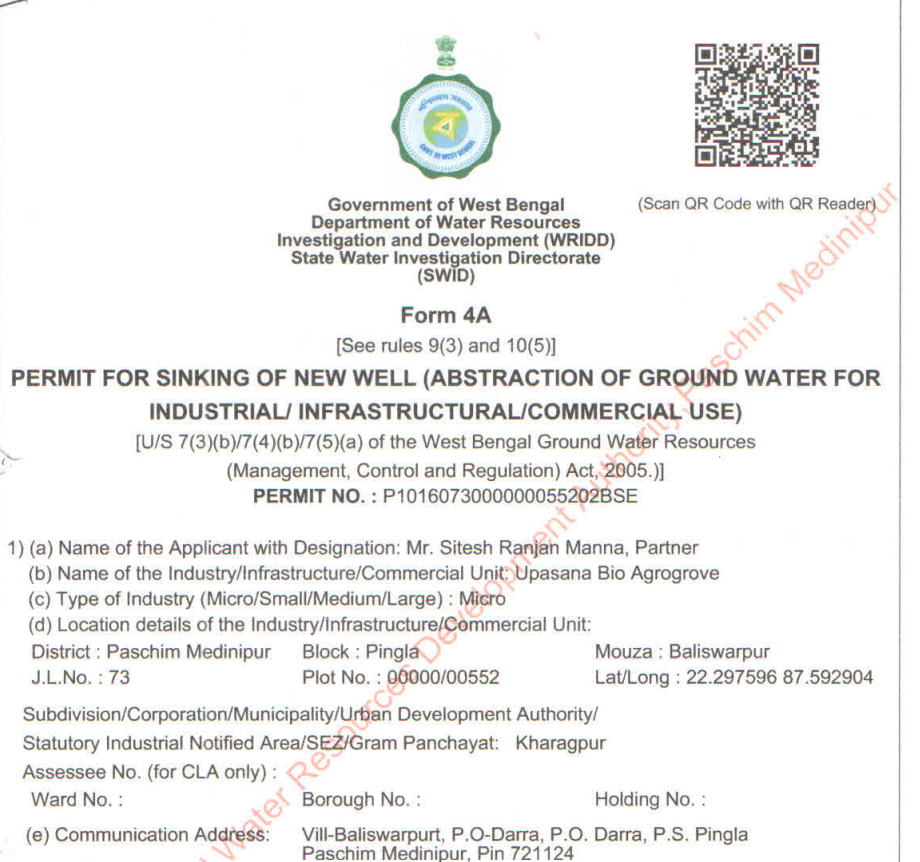 Government of West Bengal
Department of Water Resources
Investigation and Development (WRIDD)
State Water Investigation Directorate
(SWID)
(Scan QR Code with QR Reader)
Form 4A
[See rules 9(3) and 10(5)]
PERMIT FOR SINKING OF NEW WELL (ABSTRACTION OF GROUND WATER FOR
INDUSTRIAL/ INFRASTRUCTURAL/COMMERCIAL USE)
[U/S 7(3)(b)/7(4)(b)/7(5)(a) of the West Bengal Ground Water Resources
(Management, Control and Regulation) Act, 2005.)]
PERMIT NO. : P1016073000000055202BSE
1) (a) Name of the Applicant with Designation: Mr. Sitesh Ranjan Manna, Partner
(b) Name of the Industry/Infrastructure/Commercial Unit: Upasana Bio Agrogrove
(c) Type of Industry (Micro/Small/Medium/Large) : Micro
(d) Location details of the Industry/Infrastructure/Commercial Unit:
District : Paschim Medinipur Block : Pingla Mouza : Baliswarpur
J.L.No. : 73 Plot No. : 00000/00552 Lat/Long : 22.297596 87.592904
Subdivision/Corporation/Municipality/Urban Development Authority/
Statutory Industrial Notified Area/SEZ/Gram Panchayat: Kharagpur
Assessee No. (for CLA only) :
Ward No. : Borough No. : Holding No. :
(e) Communication Address: Vill-Baliswarpurt, P.O-Darra, P.O. Darra, P.S. Pingla
Paschim Medinipur, Pin 721124
Water Resources Development Authority, Paschim Medinipur